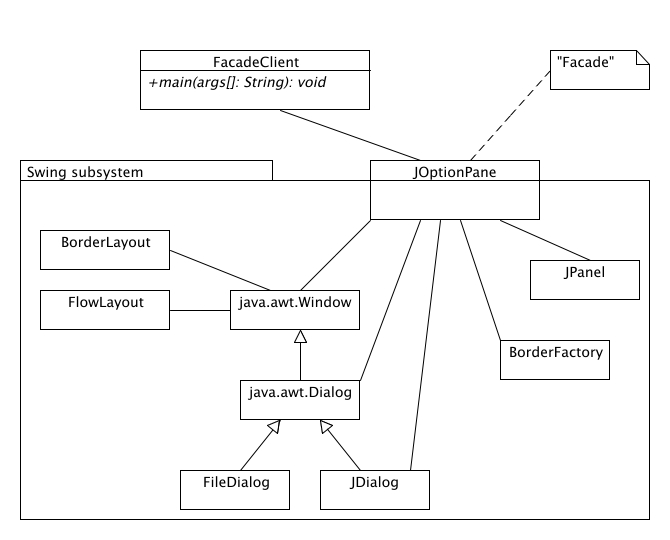 FacadeClient
+main(args[]: String): void
"Facade"
Swing subsystem
JOptionPane
BorderLayout
JPanel
FlowLayout
java.awt.Window
BorderFactory
java.awt.Dialog
FileDialog
JDialog